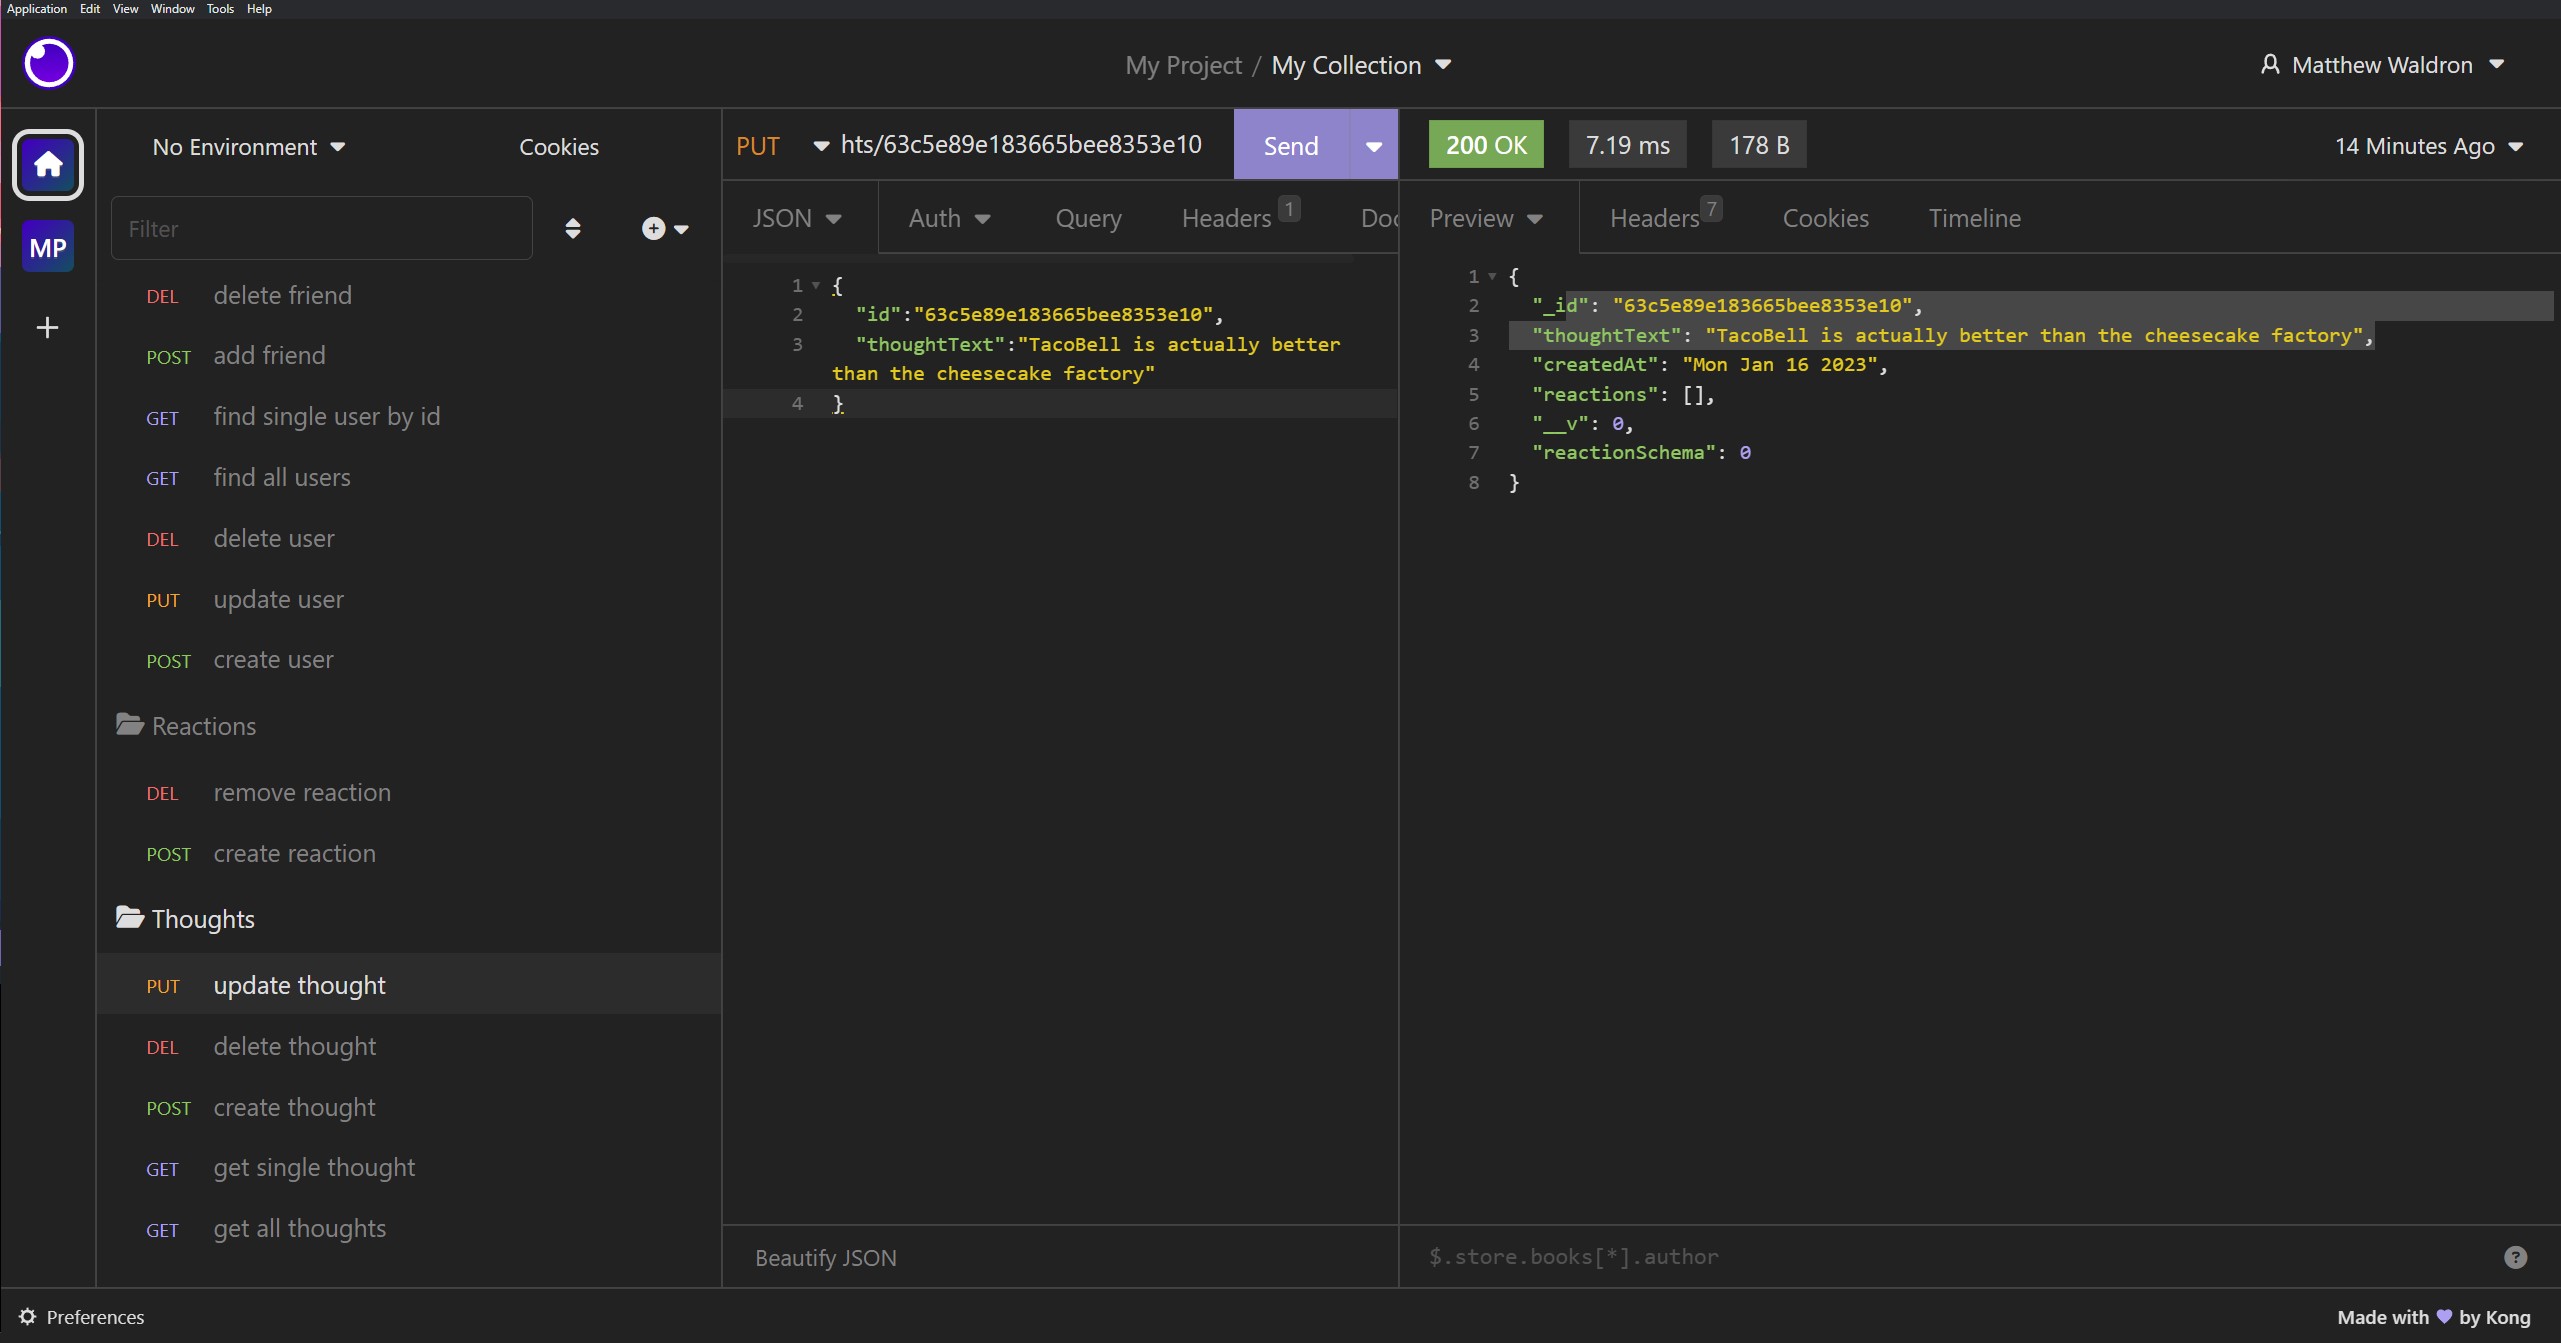 Application Edit View Window Tools Help
My Project / My Collection
Matthew Waldron
MP
No Environment Cookies
Filter
DEL delete friend
POST add friend
GET find single user by id
GET find all users
DEL delete user
PUT update user
POST create user
Reactions
DEL remove reaction
POST create reaction
Thoughts
PUT update thought
DEL delete thought
POST create thought
GET get single thought
GET get all thoughts
PUT hts/63c5e89e183665bee8353e10 Send
JSON Auth Query Headers 1 Doc
1 {
2 "id":"63c5e89e183665bee8353e10",
3 "thoughtText":"TacoBell is actually better
than the cheesecake factory"
4 }
Beautify JSON
200 OK 7.19 ms 178 B 14 Minutes Ago
Preview Headers 7 Cookies Timeline
1 {
2 "_id": "63c5e89e183665bee8353e10",
3 "thoughtText": "TacoBell is actually better than the cheesecake factory",
4 "createdAt": "Mon Jan 16 2023",
5 "reactions": [],
6 "__v": 0,
7 "reactionSchema": 0
8 }
$.store.books[*].author ?
Preferences
Made with 💜 by Kong